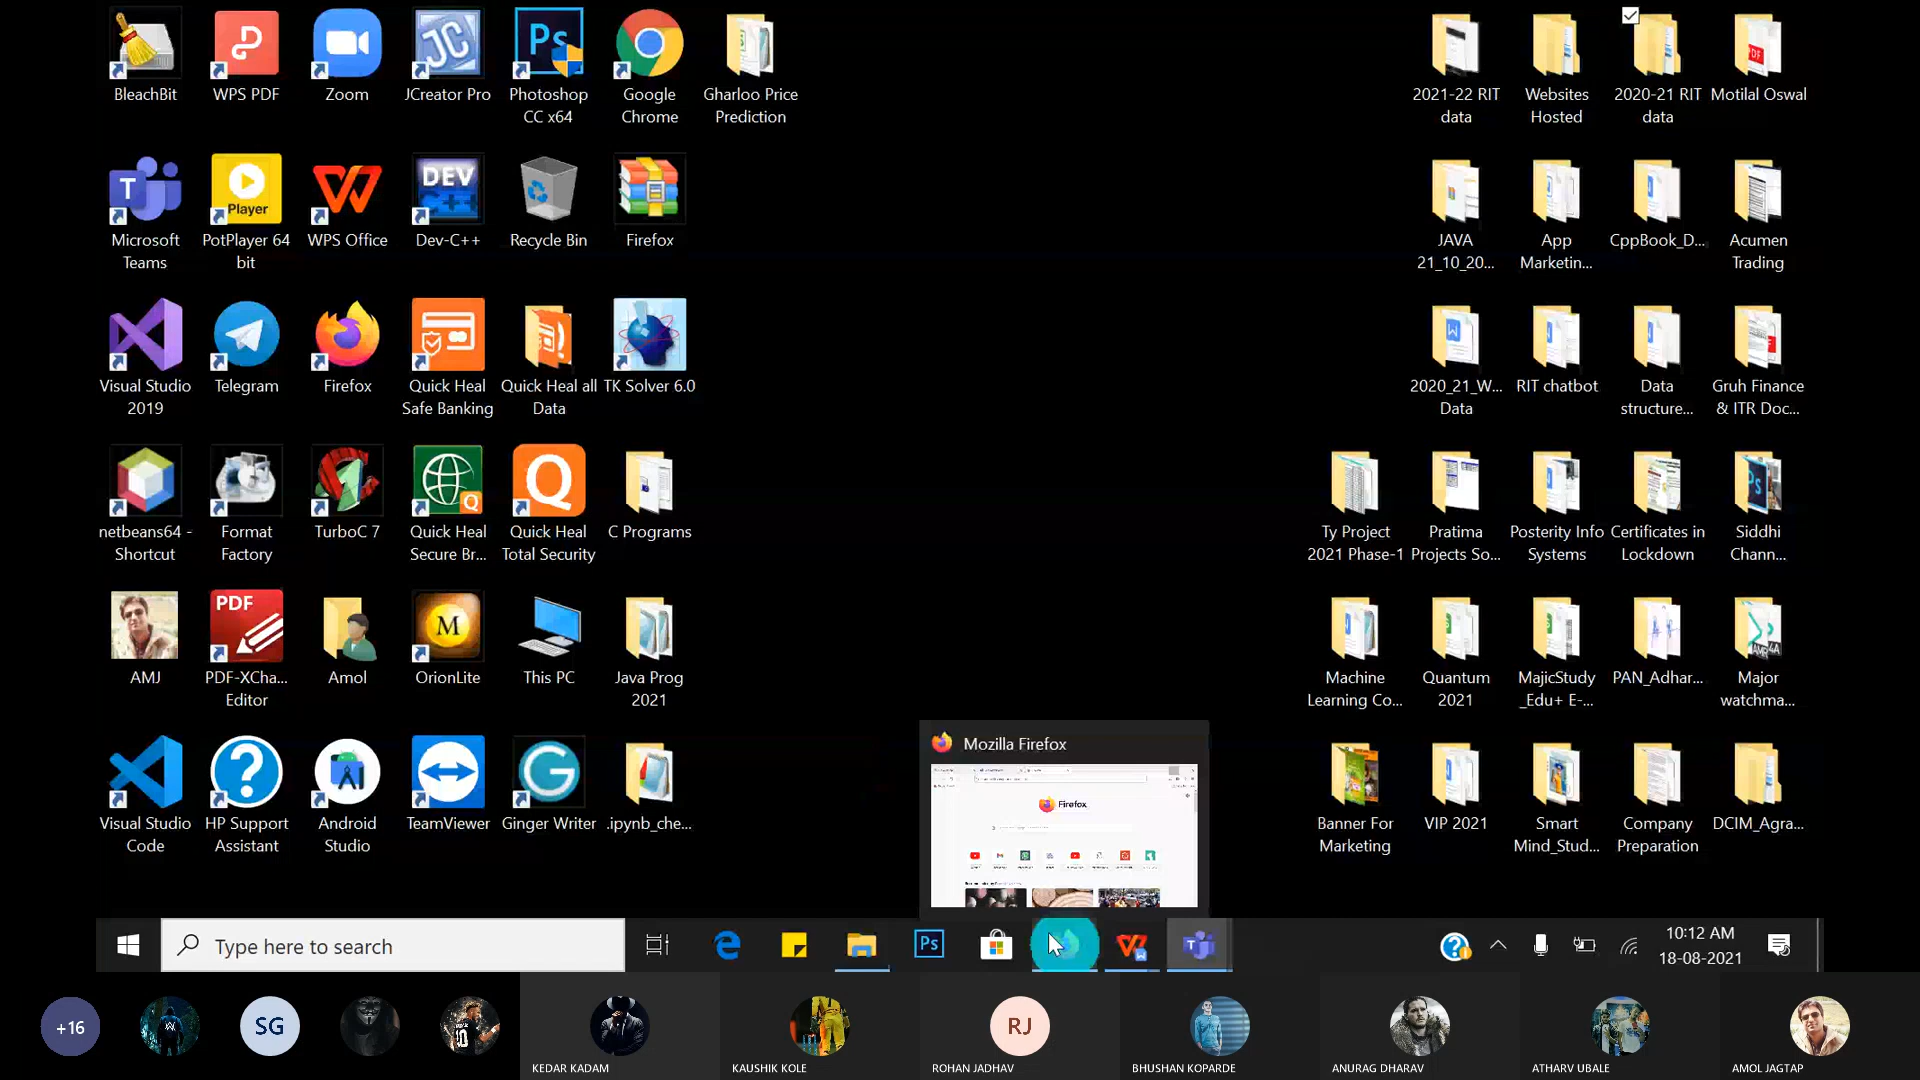 BleachBit
WPS PDF
Zoom
JCreator Pro
Photoshop
CC x64
Google
Chrome
Gharloo Price
Prediction
2021-22 RIT
data
Websites
Hosted
2020-21 RIT
data
Motilal Oswal
Microsoft
Teams
PotPlayer 64
bit
WPS Office
Dev-C++
Recycle Bin
Firefox
JAVA
21_10_20...
App
Marketin...
CppBook_D...
Acumen
Trading
Visual Studio
2019
Telegram
Firefox
Quick Heal
Safe Banking
Quick Heal all
Data
TK Solver 6.0
2020_21_W...
Data
RIT chatbot
Data
structure...
Gruh Finance
& ITR Doc...
netbeans64 -
Shortcut
Format
Factory
TurboC 7
Quick Heal
Secure Br...
Quick Heal
Total Security
C Programs
Ty Project
2021 Phase-1
Pratima
Projects So...
Posterity Info
Systems
Certificates in
Lockdown
Siddhi
Chann...
AMJ
PDF
PDF-XCha...
Editor
Amol
M
OrionLite
This PC
Java Prog
2021
Machine
Learning Co...
Quantum
2021
MajicStudy
_Edu+ E-...
PAN_Adhar...
Major
watchma...
Visual Studio
Code
HP Support
Assistant
Android
Studio
TeamViewer
Ginger Writer
.ipynb_che...
Mozilla Firefox
Firefox
Banner For
Marketing
VIP 2021
Smart
Mind_Stud...
Company
Preparation
DCIM_Agra...
Type here to search
Ps
10:12 AM
18-08-2021
+16
SG
KEDAR KADAM
KAUSHIK KOLE
RJ
ROHAN JADHAV
BHUSHAN KOPARDE
ANURAG DHARAV
ATHARV UBALE
AMOL JAGTAP